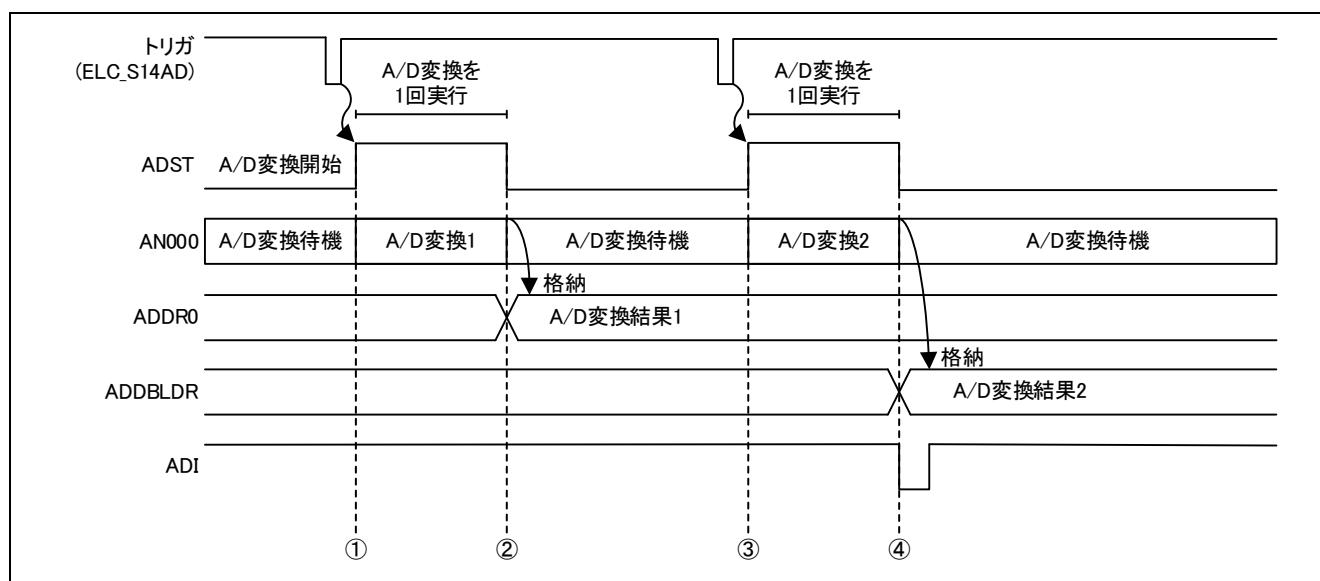 トリガ
(ELC_S14AD)
A/D変換を
1回実行
A/D変換を
1回実行
ADST
A/D変換開始
AN000
A/D変換待機
A/D変換1
A/D変換待機
A/D変換2
A/D変換待機
格納
ADDR0
A/D変換結果1
格納
ADDBLDR
A/D変換結果2
ADI
①
②
③
④